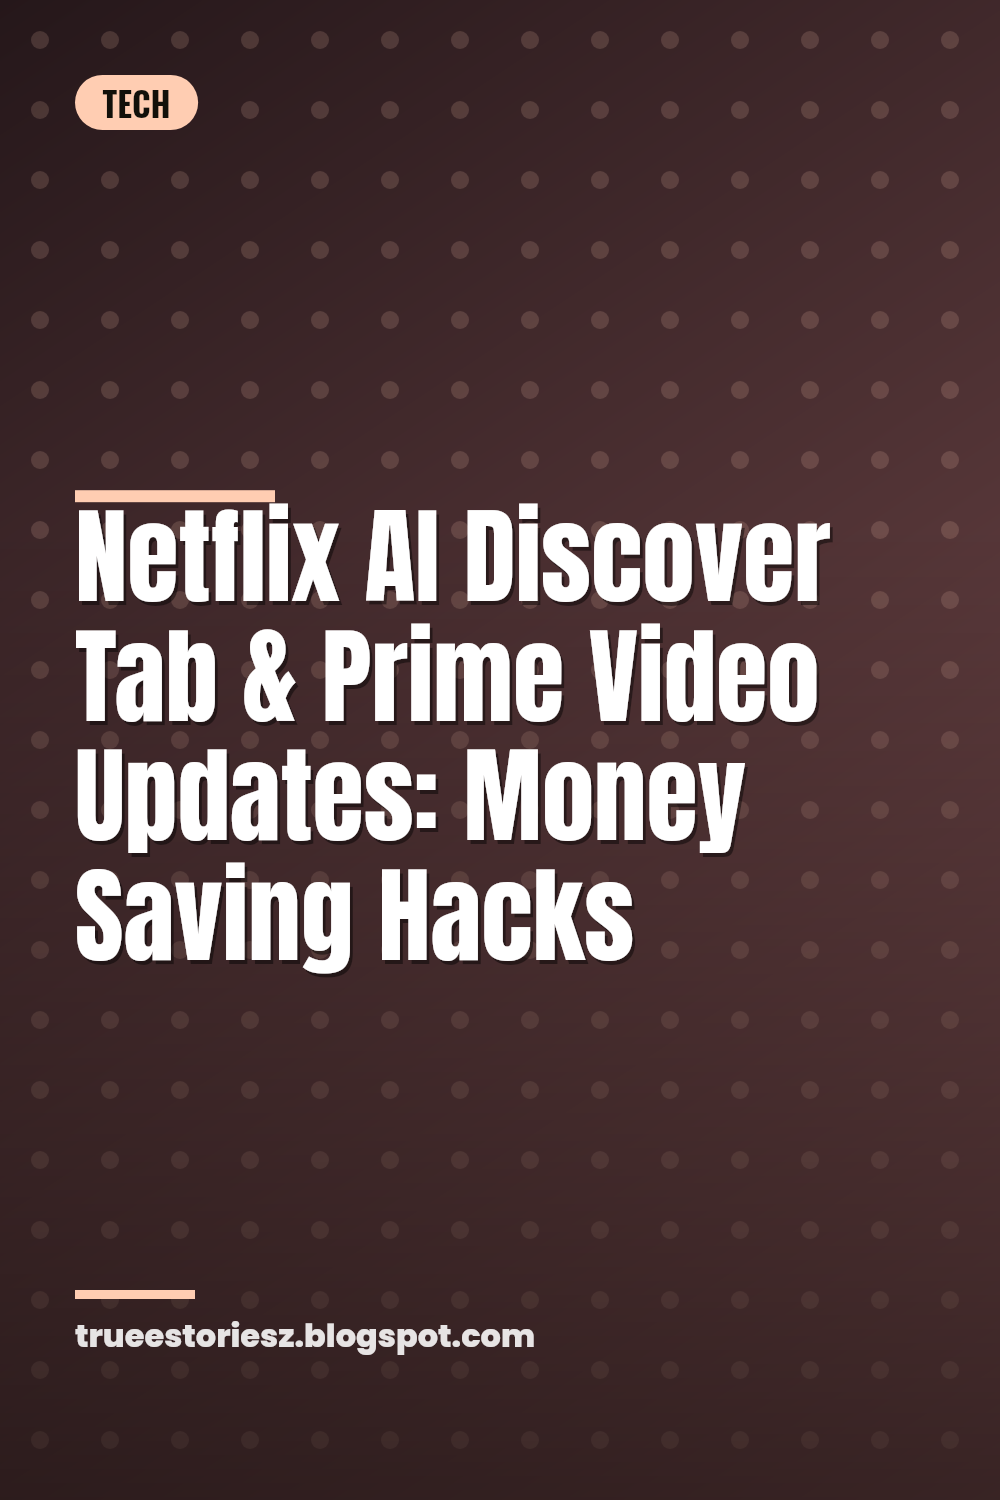 TECH
Netflix AI Discover
Tab & Prime Video
Updates: Money
Saving Hacks
trueestoriesz.blogspot.com